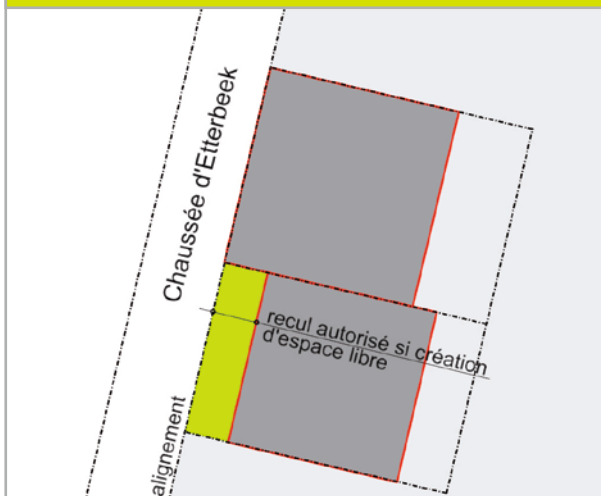 Chaussée d'Etterbeek
recul autorisé si création
d'espace libre
alignement